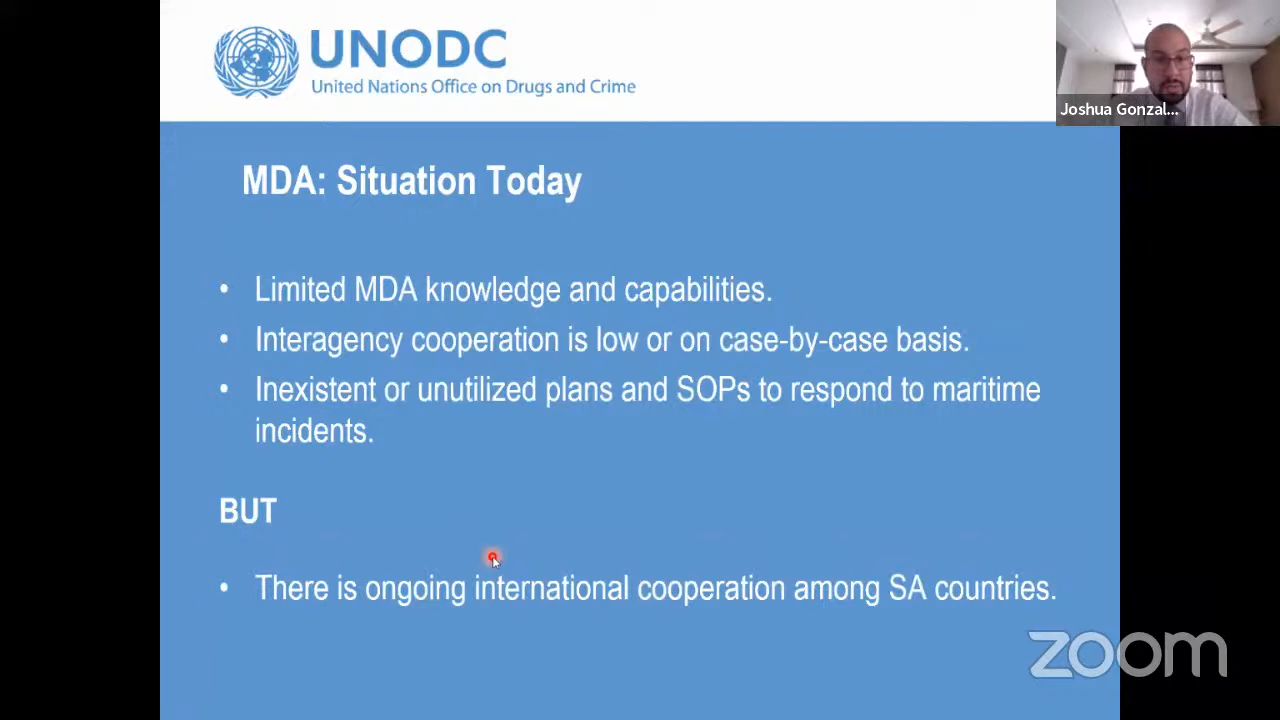 UNODC
United Nations Office on Drugs and Crime
Joshua Gonzal...
MDA: Situation Today
• Limited MDA knowledge and capabilities.
• Interagency cooperation is low or on case-by-case basis.
• Inexistent or unutilized plans and SOPs to respond to maritime
incidents.
BUT
• There is ongoing international cooperation among SA countries.
zoom